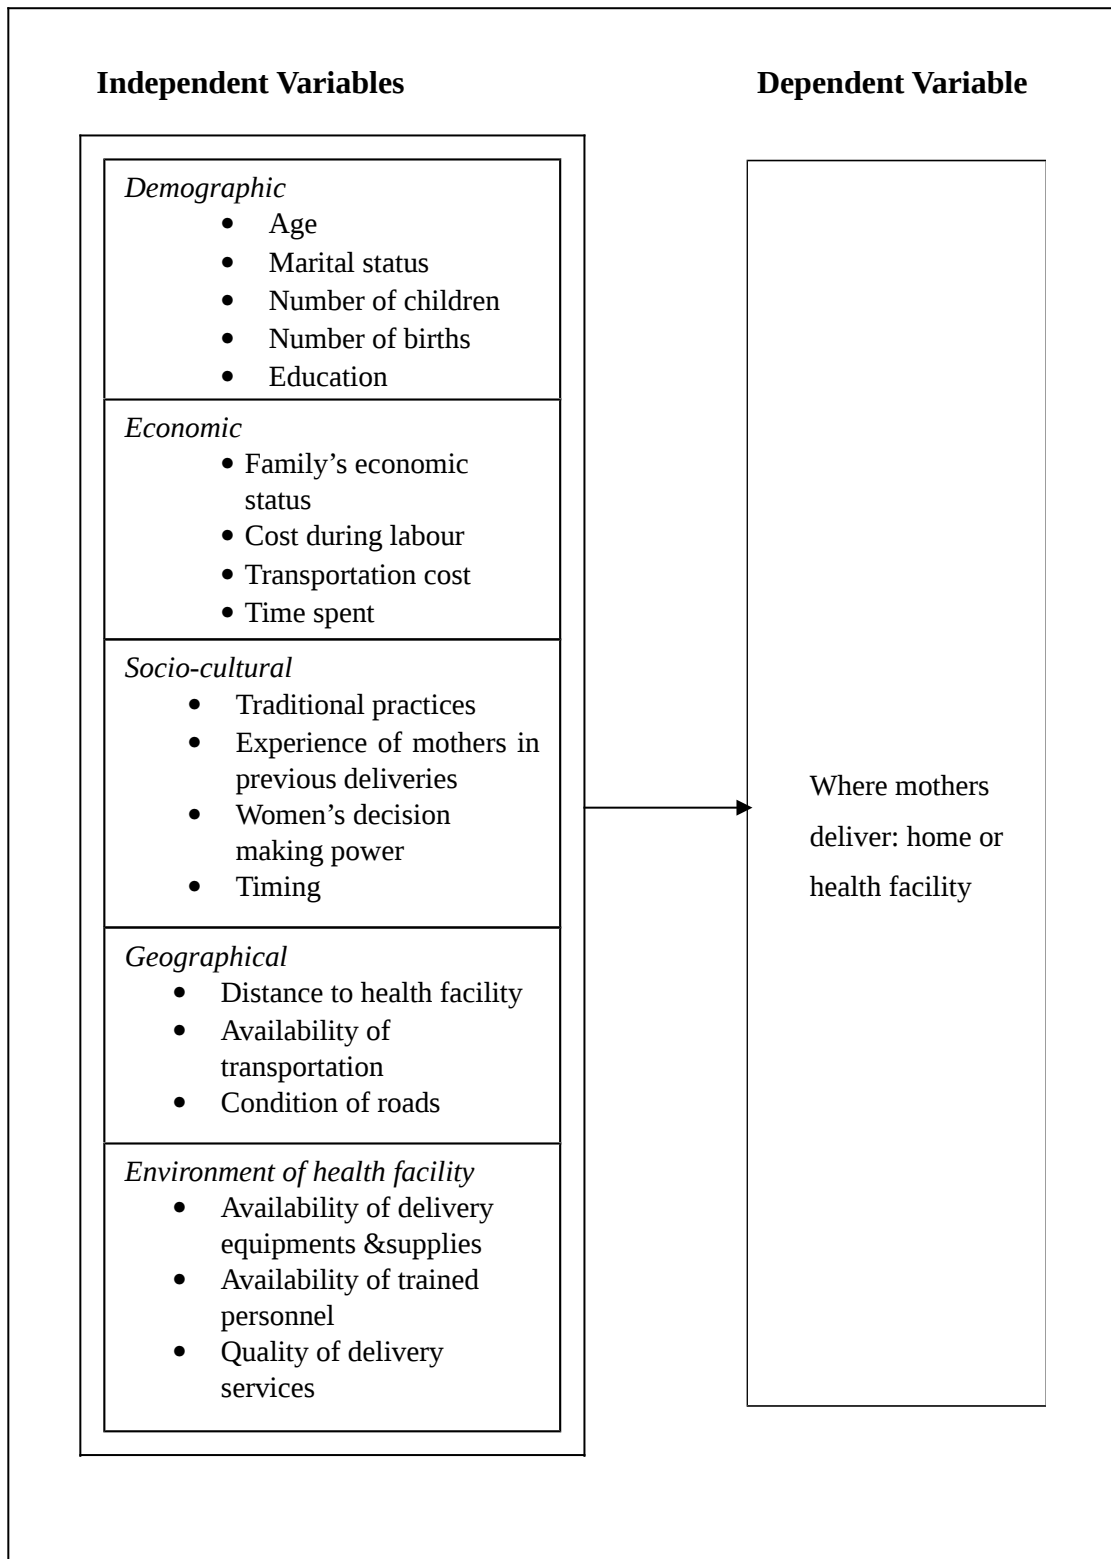 Independent Variables
Dependent Variable
Demographic
• Age
• Marital status
• Number of children
• Number of births
• Education
Economic
• Family’s economic
status
• Cost during labour
• Transportation cost
• Time spent
Socio-cultural
• Traditional practices
• Experience of mothers in
previous deliveries
• Women’s decision
making power
• Timing
Geographical
• Distance to health facility
• Availability of
transportation
• Condition of roads
Environment of health facility
• Availability of delivery
equipments &supplies
• Availability of trained
personnel
• Quality of delivery
services
Where mothers
deliver: home or
health facility